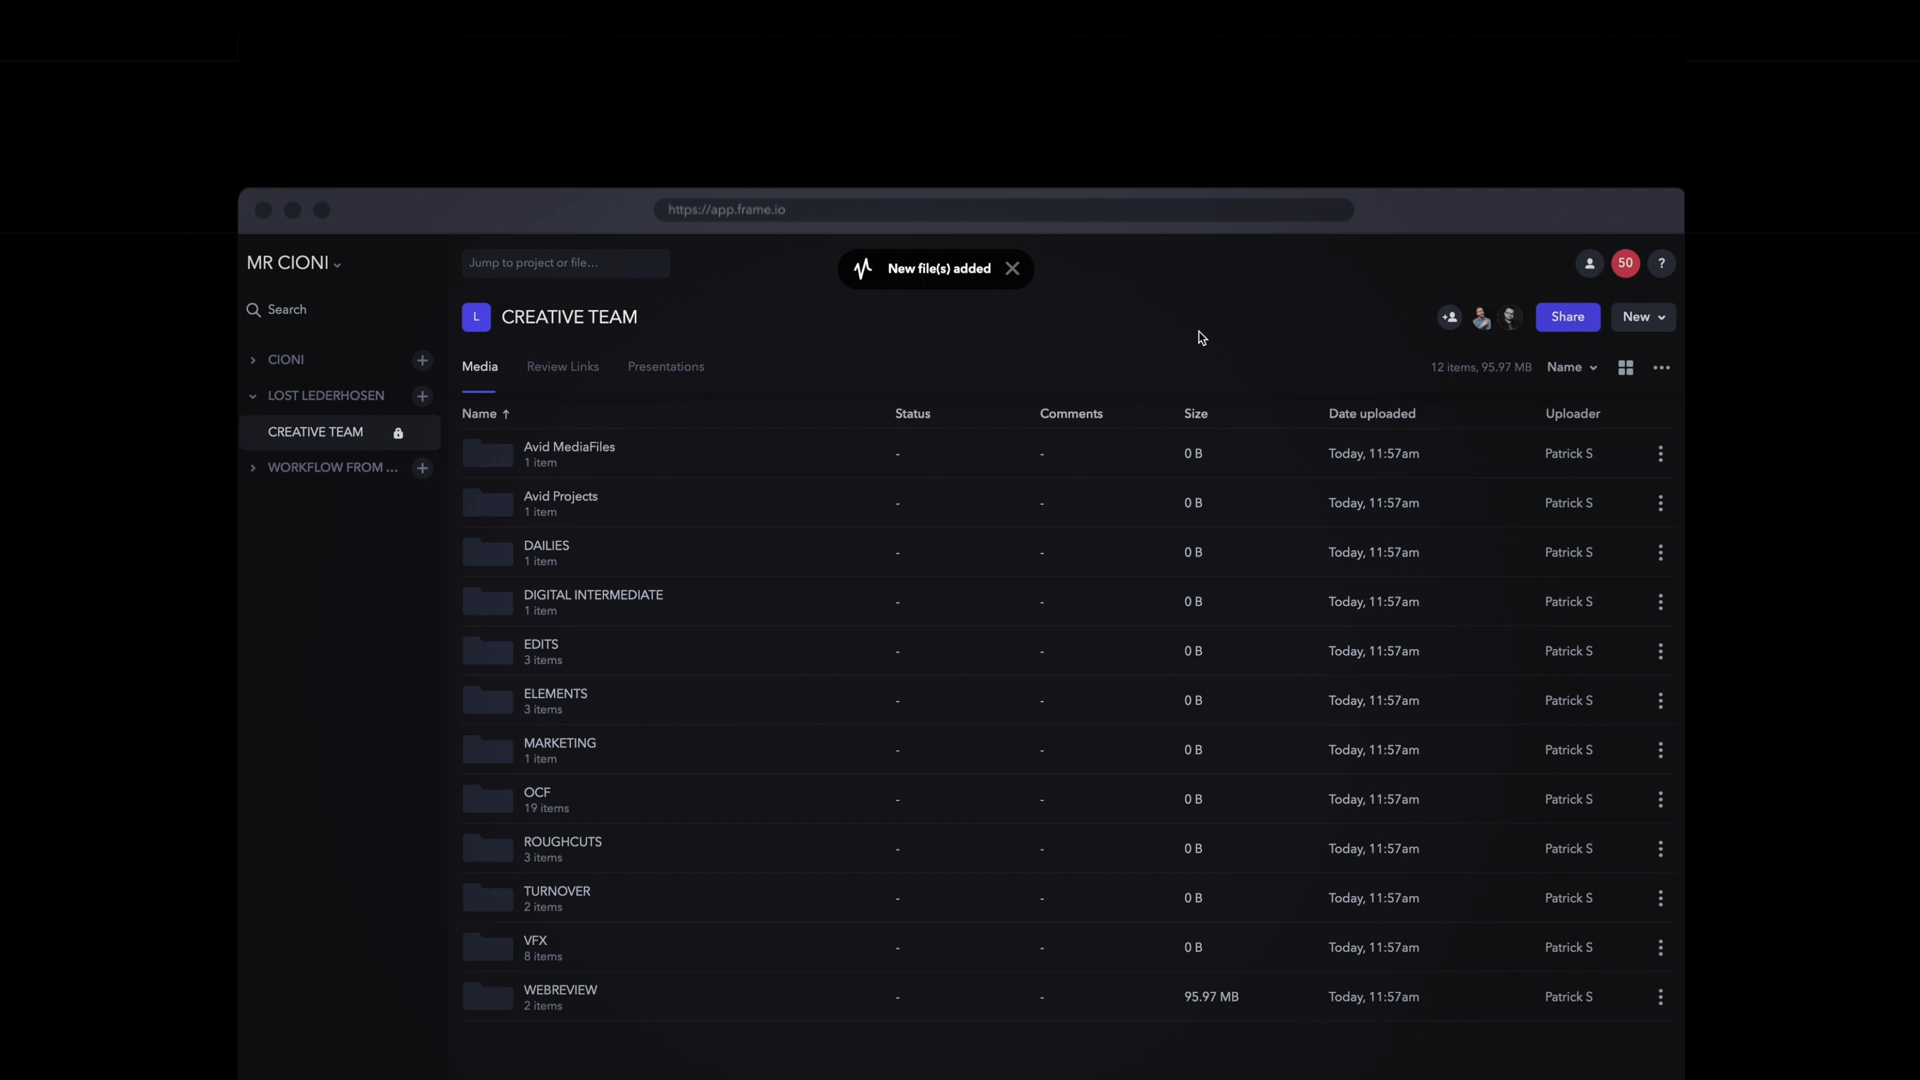 https://app.frame.io
MR CIONI
Jump to project or file...
New file(s) added
50
?
Search
L
CREATIVE TEAM
Share
New
CIONI
LOST LEDERHOSEN
CREATIVE TEAM
WORKFLOW FROM ...
Media
Review Links
Presentations
12 items, 95.97 MB
Name
Name
Status
Comments
Size
Date uploaded
Uploader
Avid MediaFiles
1 item
-
-
0 B
Today, 11:57am
Patrick S
Avid Projects
1 item
-
-
0 B
Today, 11:57am
Patrick S
DAILIES
1 item
-
-
0 B
Today, 11:57am
Patrick S
DIGITAL INTERMEDIATE
1 item
-
-
0 B
Today, 11:57am
Patrick S
EDITS
3 items
-
-
0 B
Today, 11:57am
Patrick S
ELEMENTS
3 items
-
-
0 B
Today, 11:57am
Patrick S
MARKETING
1 item
-
-
0 B
Today, 11:57am
Patrick S
OCF
19 items
-
-
0 B
Today, 11:57am
Patrick S
ROUGHCUTS
3 items
-
-
0 B
Today, 11:57am
Patrick S
TURNOVER
2 items
-
-
0 B
Today, 11:57am
Patrick S
VFX
8 items
-
-
0 B
Today, 11:57am
Patrick S
WEBREVIEW
2 items
-
-
95.97 MB
Today, 11:57am
Patrick S